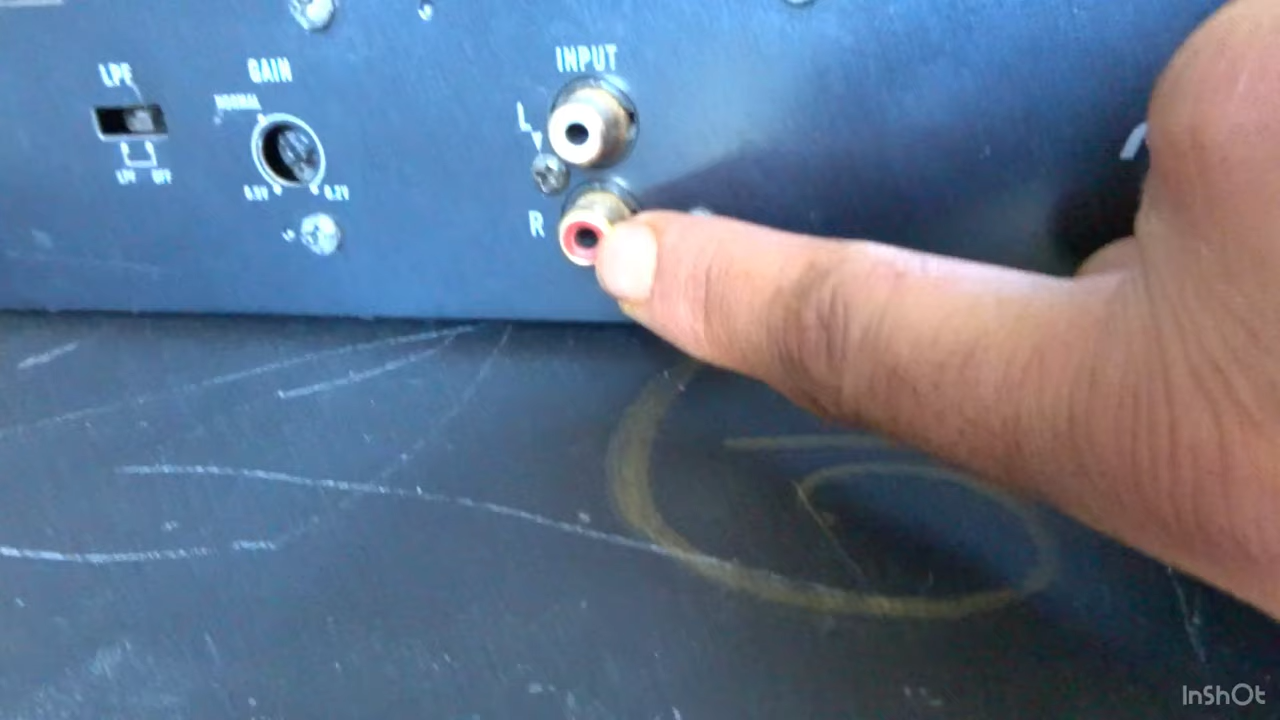 LPF
GAIN
NORMAL
LPF OFF
0.5V 0.2V
INPUT
L
R
InShOt